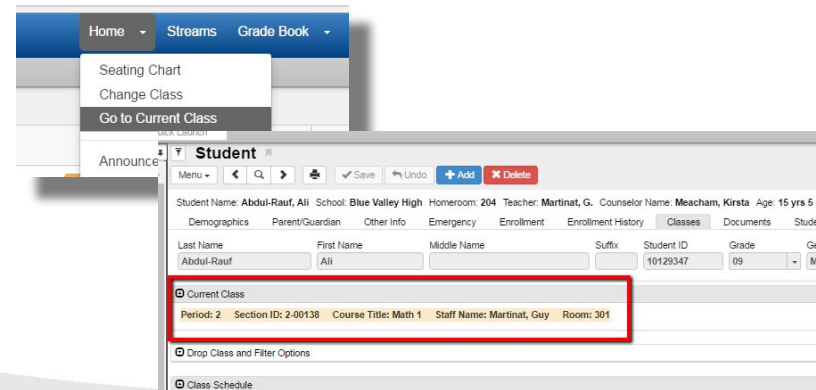 Home Streams Grade Book
Seating Chart
Change Class
Go to Current Class
Quick Launch
Announce
Student
Menu Save Undo Add Delete
Student Name: Abdul-Rauf, Ali School: Blue Valley High Homeroom: 204 Teacher: Martinat, G. Counselor Name: Meacham, Kirsta Age: 15 yrs 5
Demographics Parent/Guardian Other Info Emergency Enrollment Enrollment History Classes Documents Stude
Last Name First Name Middle Name Suffix Student ID Grade Ge
Abdul-Rauf Ali 10129347 09 M
Current Class
Period: 2 Section ID: 2-00138 Course Title: Math 1 Staff Name: Martinat, Guy Room: 301
Drop Class and Filter Options
Class Schedule